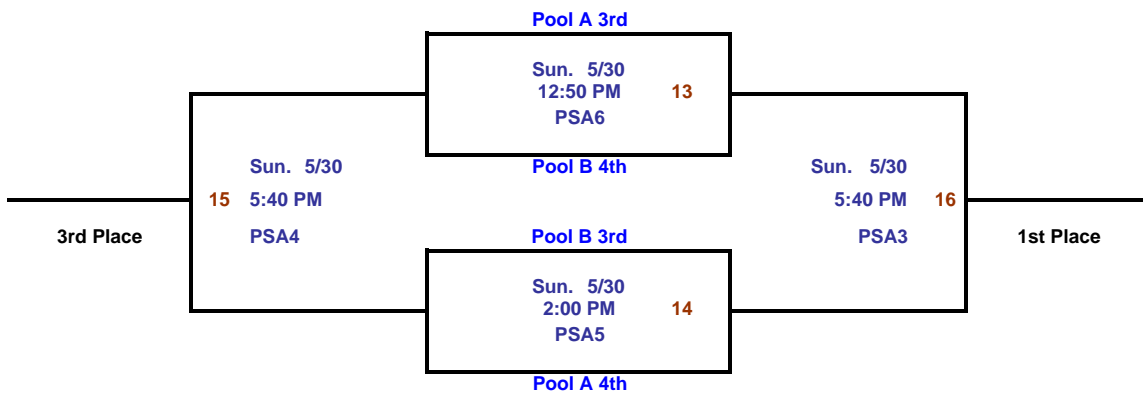 Pool A 3rd
Sun. 5/30
12:50 PM 13
PSA6
Pool B 4th
Sun. 5/30
15 5:40 PM
PSA4
3rd Place
Sun. 5/30
5:40 PM 16
PSA3
1st Place
Pool B 3rd
Sun. 5/30
2:00 PM 14
PSA5
Pool A 4th